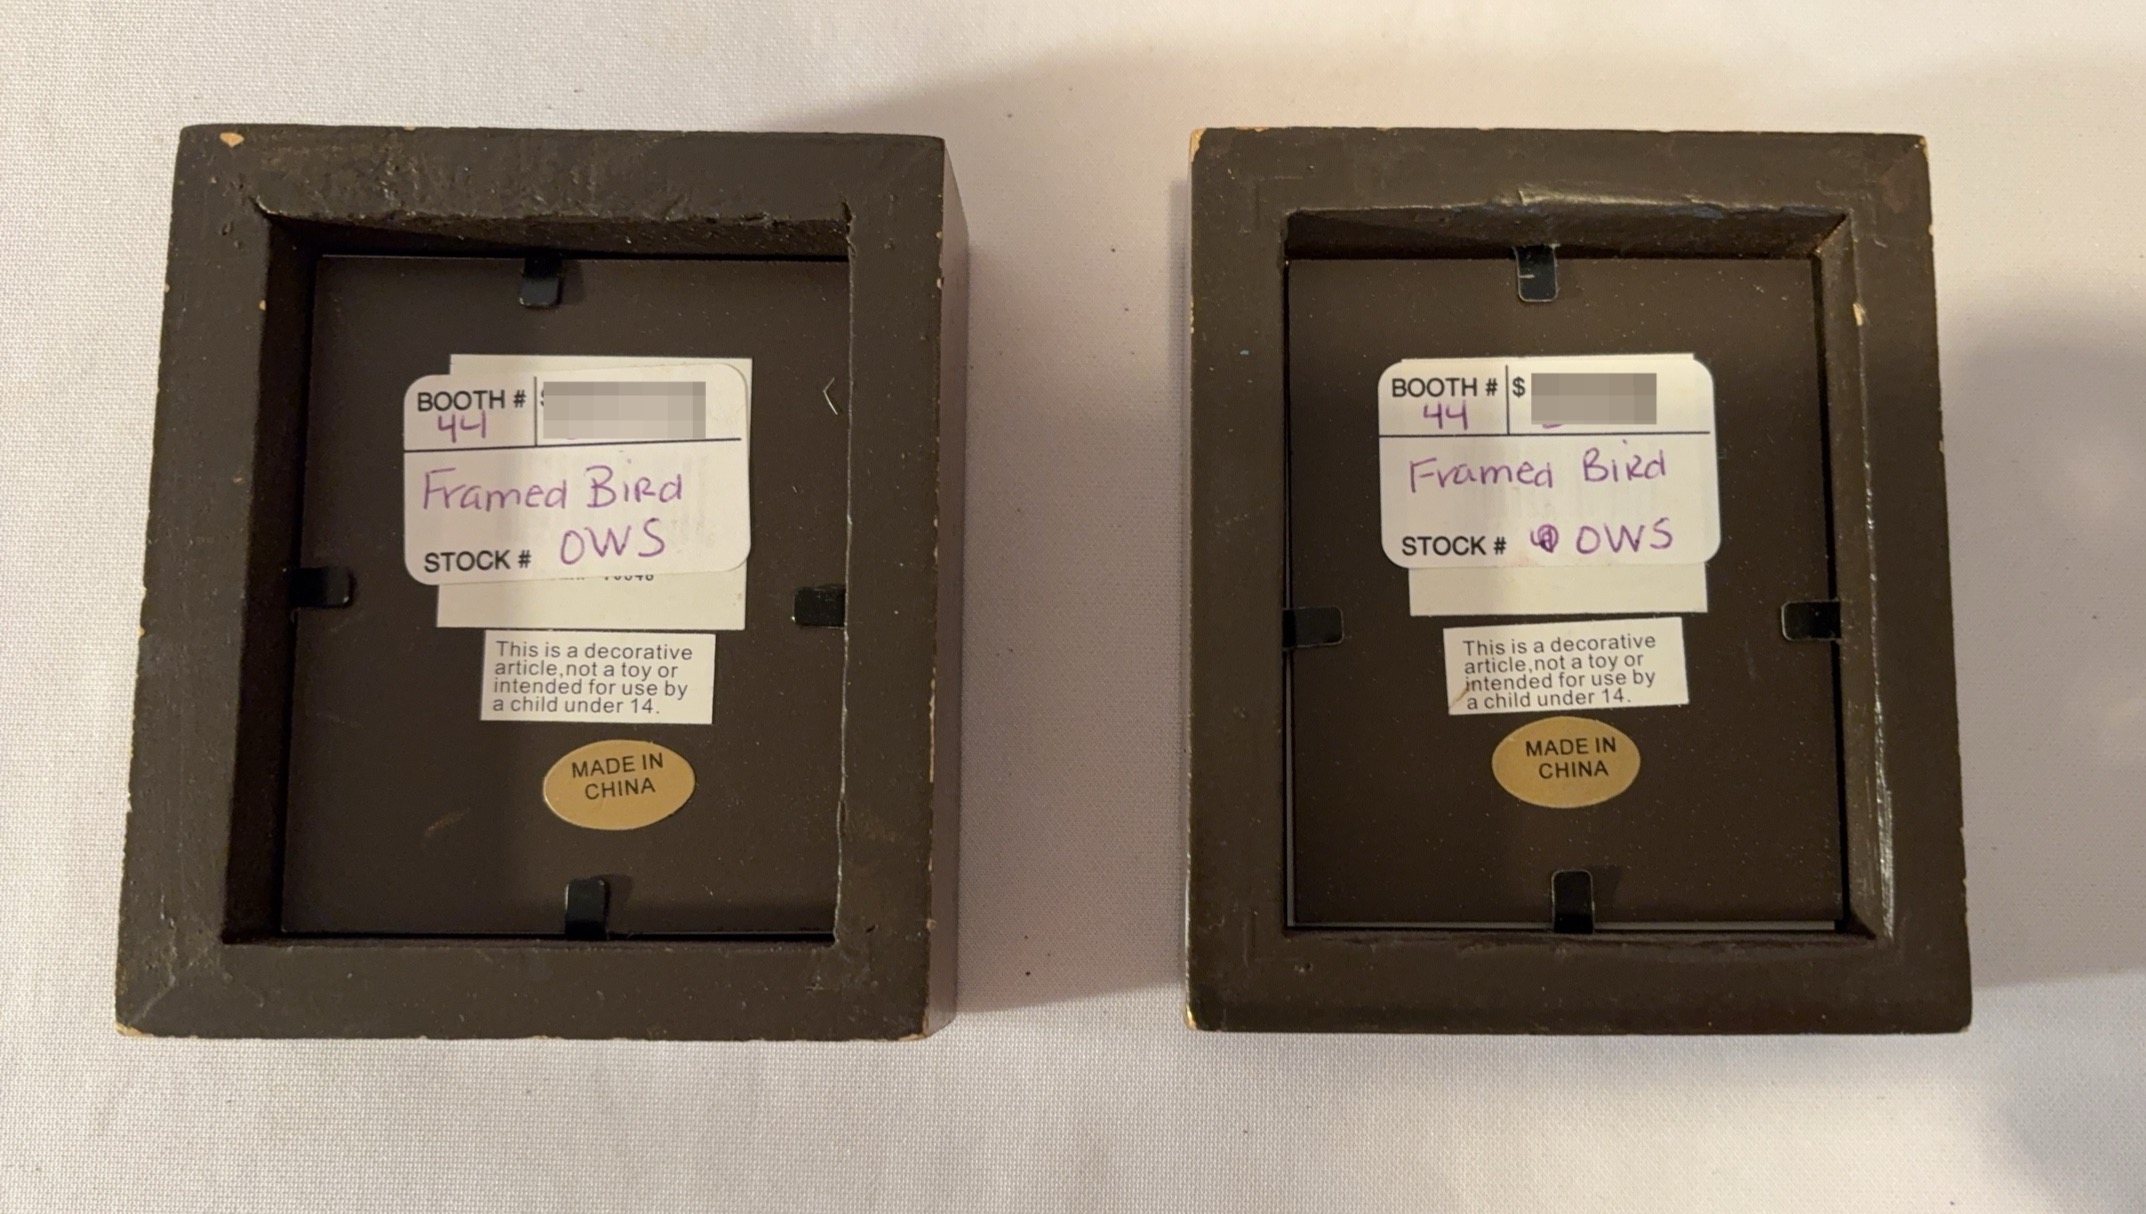 BOOTH # $
44
Framed Bird
OWS
STOCK #
This is a decorative
article,not a toy or
intended for use by
a child under 14.
MADE IN
CHINA
BOOTH # $
44
Framed Bird
STOCK # OWS
This is a decorative
article,not a toy or
intended for use by
a child under 14.
MADE IN
CHINA